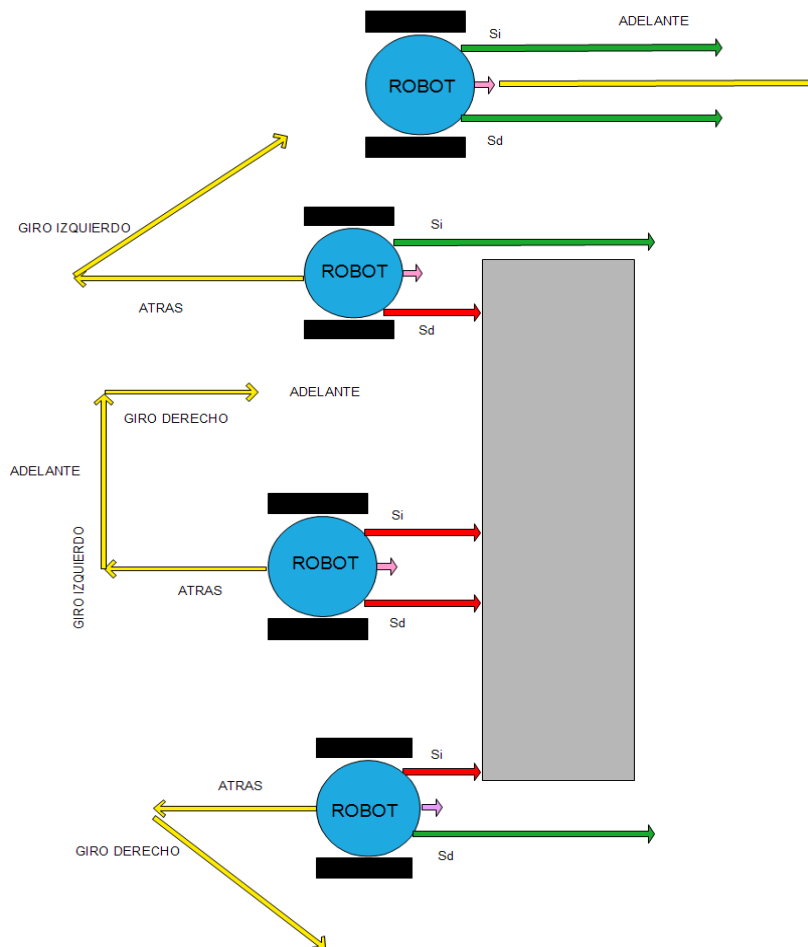 ADELANTE
Si
ROBOT
Sd
GIRO IZQUIERDO
Si
ROBOT
ATRAS
Sd
ADELANTE
GIRO DERECHO
ADELANTE
Si
GIRO IZQUIERDO
ROBOT
ATRAS
Sd
Si
ATRAS
ROBOT
GIRO DERECHO
Sd